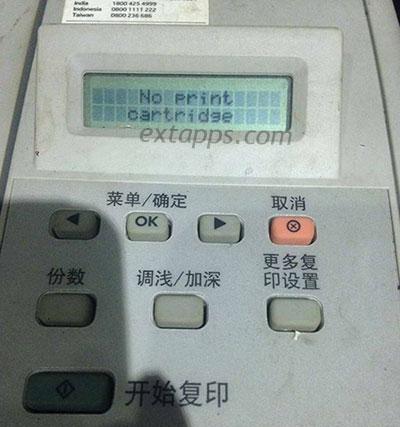 India 1800 425 4999
Indonesia 0800 1111 222
Taiwan 0800 236 686
No print
cartridge
extapps.com
菜单/确定
取消
OK
份数
调浅/加深
更多复
印设置
开始复印